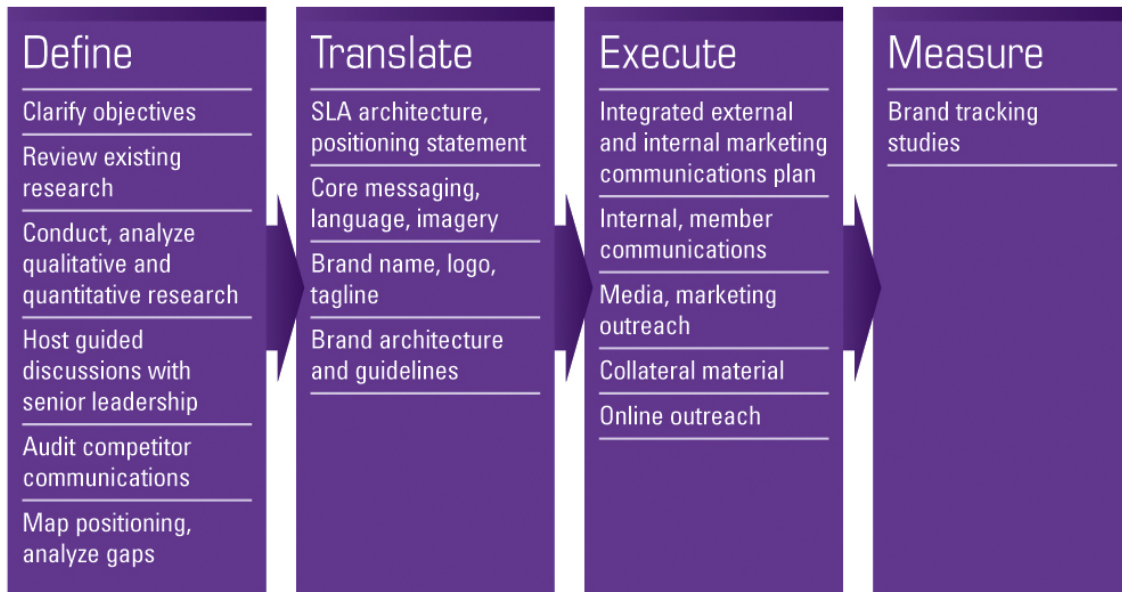 Define
Clarify objectives
Review existing
research
Conduct, analyze
qualitative and
quantitative research
Host guided
discussions with
senior leadership
Audit competitor
communications
Map positioning,
analyze gaps
Translate
SLA architecture,
positioning statement
Core messaging,
language, imagery
Brand name, logo,
tagline
Brand architecture
and guidelines
Execute
Integrated external
and internal marketing
communications plan
Internal, member
communications
Media, marketing
outreach
Collateral material
Online outreach
Measure
Brand tracking
studies